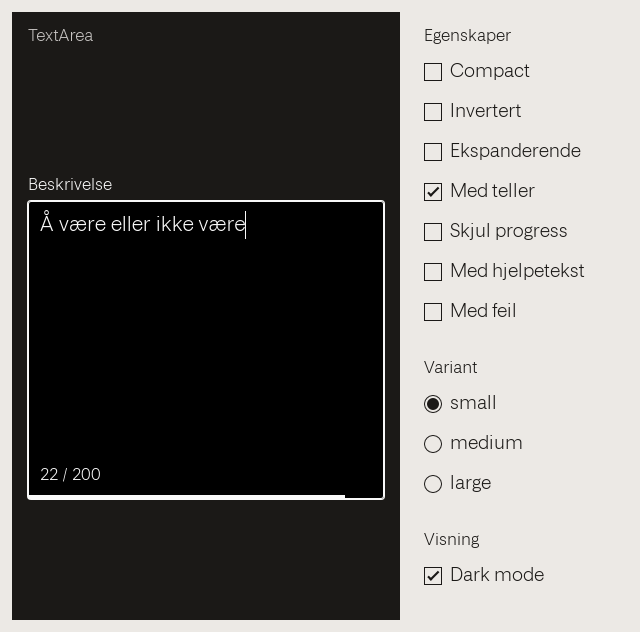 TextArea
Beskrivelse
Å være eller ikke være
22 / 200
Egenskaper
Compact
Invertert
Ekspanderende
Med teller
Skjul progress
Med hjelpetekst
Med feil
Variant
small
medium
large
Visning
Dark mode